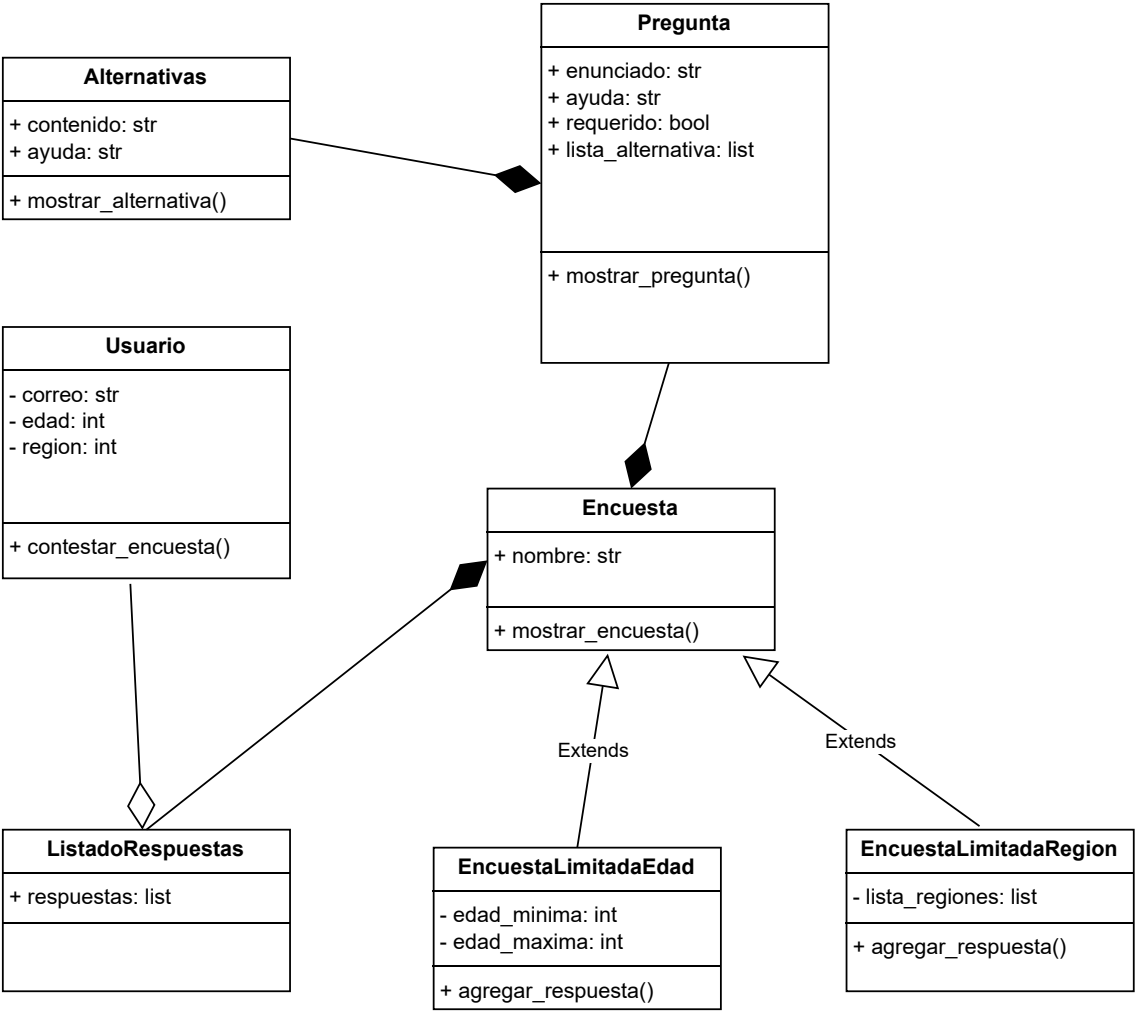 Pregunta
+ enunciado: str
+ ayuda: str
+ requerido: bool
+ lista_alternativa: list
+ mostrar_pregunta()
Alternativas
+ contenido: str
+ ayuda: str
+ mostrar_alternativa()
Usuario
- correo: str
- edad: int
- region: int
+ contestar_encuesta()
Encuesta
+ nombre: str
+ mostrar_encuesta()
Extends
Extends
ListadoRespuestas
+ respuestas: list
EncuestaLimitadaEdad
- edad_minima: int
- edad_maxima: int
+ agregar_respuesta()
EncuestaLimitadaRegion
- lista_regiones: list
+ agregar_respuesta()